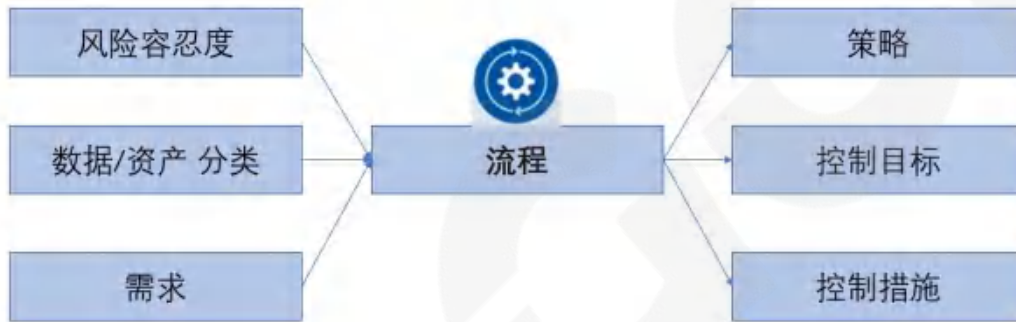 风险容忍度
数据/资产 分类
需求
流程
策略
控制目标
控制措施